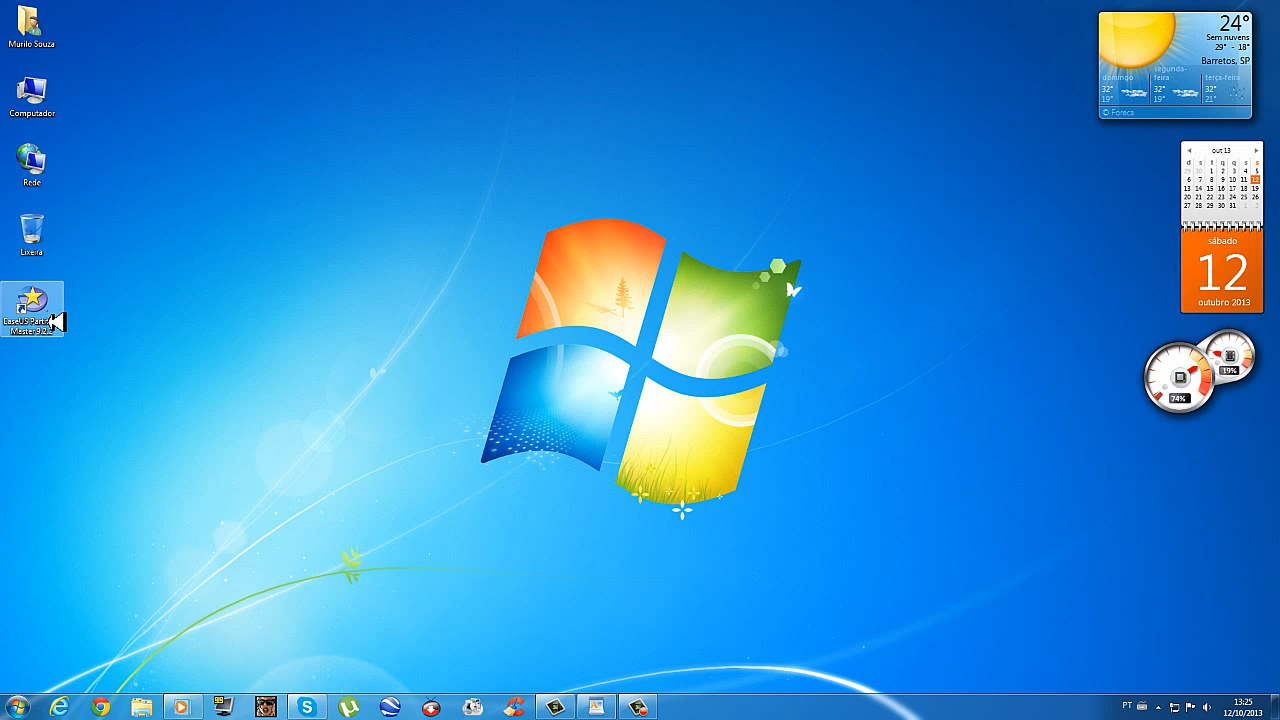 Murilo Souza
Computador
Rede
Lixeira
EaseUS Part
Master 9.2.2
24°
Sem nuvens
29° - 18°
Barretos, SP
domingo
32°
19°
segunda-
feira
32°
19°
terça-feira
32°
21°
© Foreca
out 13
d s t q q s s
29 30 1 2 3 4 5
6 7 8 9 10 11 12
13 14 15 16 17 18 19
20 21 22 23 24 25 26
27 28 29 30 31 1 2
sábado
12
outubro 2013
19%
74%
PT
13:25
12/10/2013